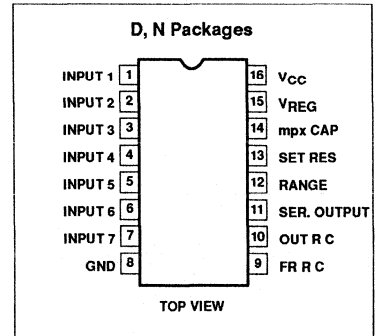 D, N Packages
INPUT 1 1 16 VCC
INPUT 2 2 15 VREG
INPUT 3 3 14 mpx CAP
INPUT 4 4 13 SET RES
INPUT 5 5 12 RANGE
INPUT 6 6 11 SER. OUTPUT
INPUT 7 7 10 OUT R C
GND 8 9 FR R C
TOP VIEW